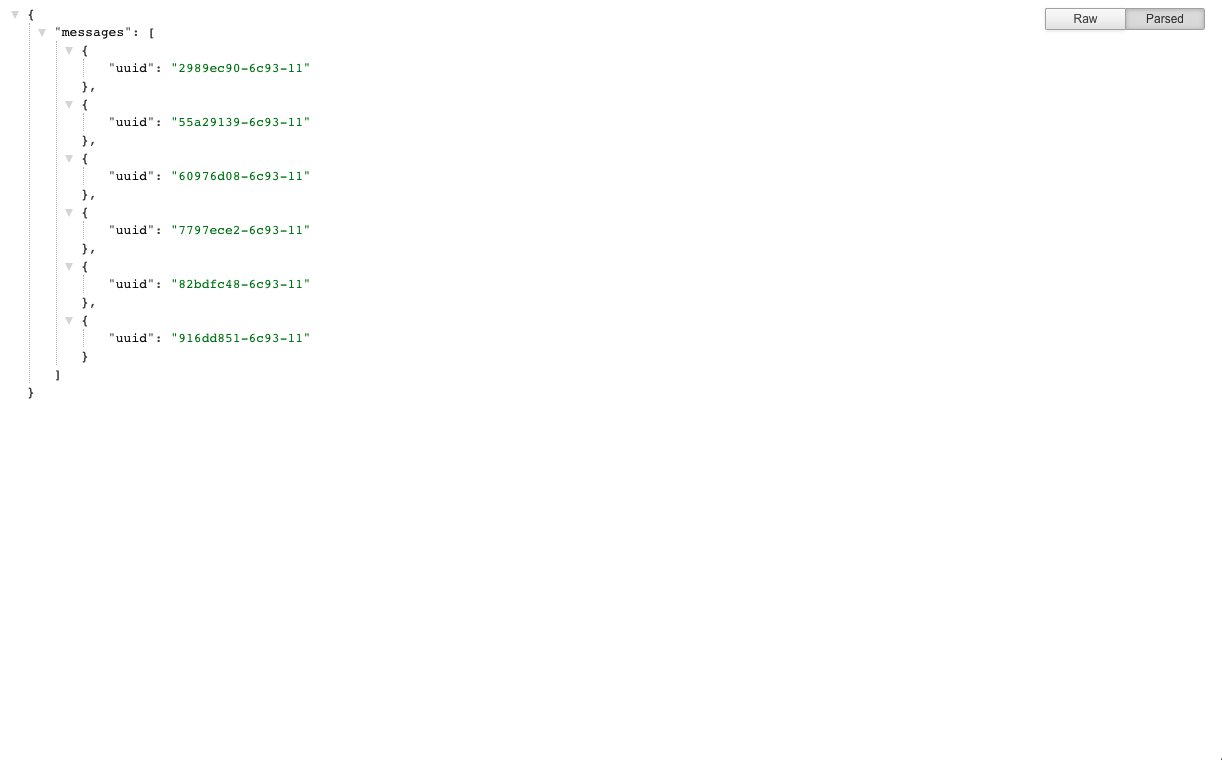 {
"messages": [
{
"uuid": "2989ec90-6c93-11"
},
{
"uuid": "55a29139-6c93-11"
},
{
"uuid": "60976d08-6c93-11"
},
{
"uuid": "7797ece2-6c93-11"
},
{
"uuid": "82bdfc48-6c93-11"
},
{
"uuid": "916dd851-6c93-11"
}
]
}
Raw Parsed